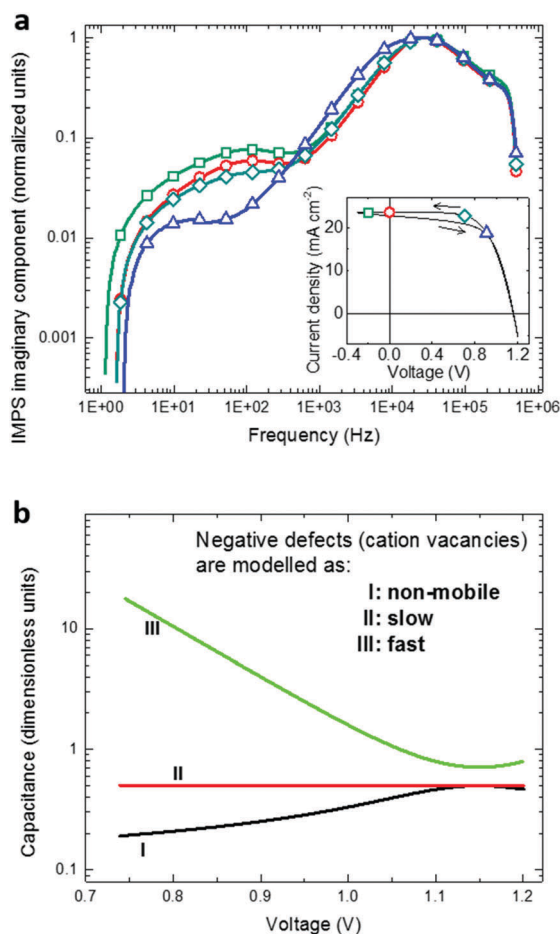 a
IMPS imaginary component (normalized units)
1
0.1
0.01
0.001
1E+00 1E+01 1E+02 1E+03 1E+04 1E+05 1E+06
Frequency (Hz)
Current density (mA cm⁻²)
20
10
0
-0.4 0.0 0.4 0.8 1.2
Voltage (V)
b
Capacitance (dimensionless units)
10
1
0.1
Negative defects (cation vacancies)
are modelled as:
I: non-mobile
II: slow
III: fast
III
II
I
0.7 0.8 0.9 1.0 1.1 1.2
Voltage (V)